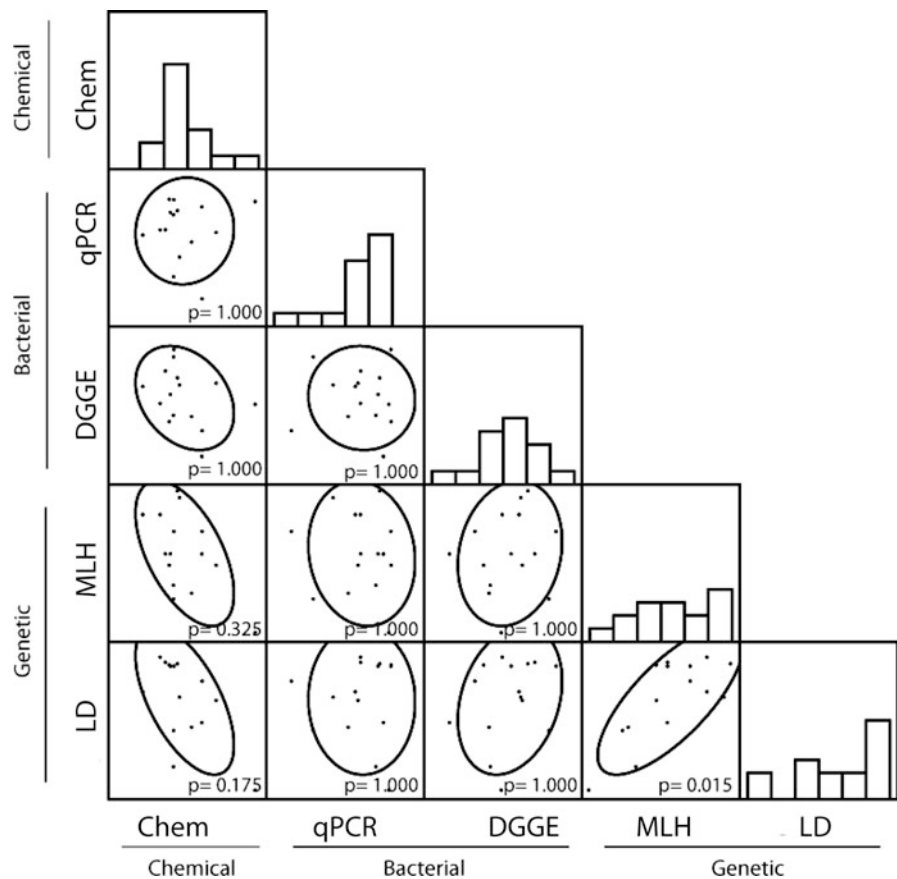 Chemical
Chem
Bacterial
qPCR
p= 1.000
DGGE
p= 1.000
p= 1.000
Genetic
MLH
p= 0.325
p= 1.000
p= 1.000
LD
p= 0.175
p= 1.000
p= 1.000
p= 0.015
Chem
qPCR
DGGE
MLH
LD
Chemical
Bacterial
Genetic